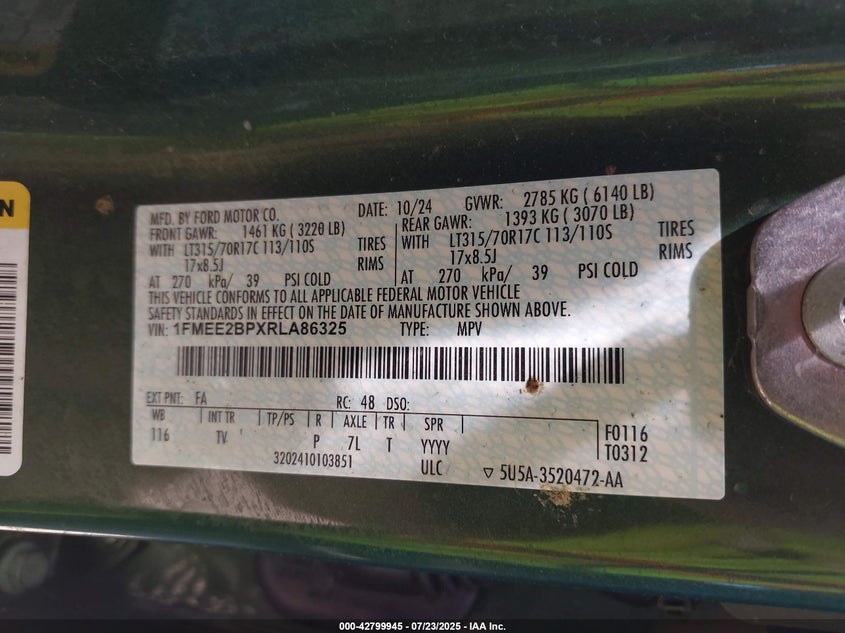 N
MFD. BY FORD MOTOR CO. DATE: 10/24 GVWR: 2785 KG ( 6140 LB)
FRONT GAWR: 1461 KG ( 3220 LB) REAR GAWR: 1393 KG ( 3070 LB)
WITH LT315/70R17C 113/110S TIRES WITH LT315/70R17C 113/110S TIRES
17x8.5J RIMS 17x8.5J RIMS
AT 270 kPa/ 39 PSI COLD AT 270 kPa/ 39 PSI COLD
THIS VEHICLE CONFORMS TO ALL APPLICABLE FEDERAL MOTOR VEHICLE
SAFETY STANDARDS IN EFFECT ON THE DATE OF MANUFACTURE SHOWN ABOVE.
VIN: 1FMEE2BPXRLA86325 TYPE: MPV
EXT PNT: FA RC: 48 DSO:
WB INT TR TP/PS R AXLE TR SPR F0116
116 TV P 7L T YYYY T0312
3202410103851 ULC ▽ 5U5A-3520472-AA
000-42799945 - 07/23/2025 - IAA Inc.